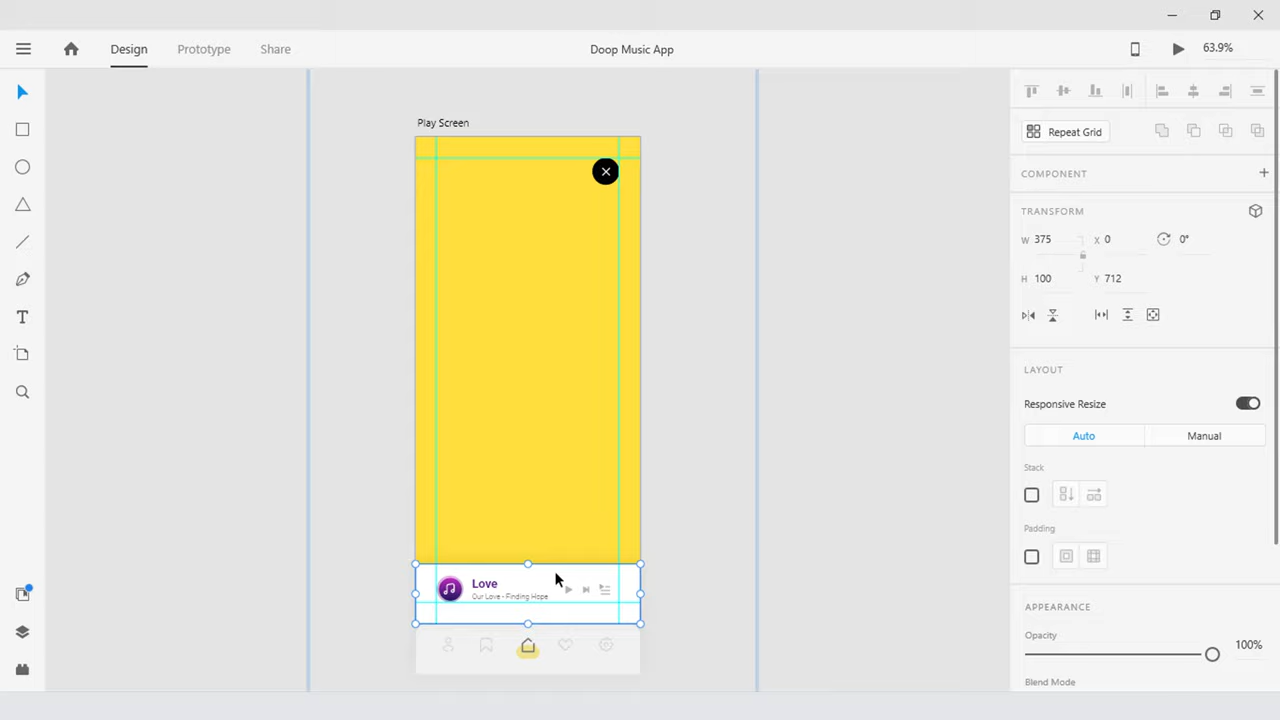 Design
Prototype
Share
Doop Music App
63.9%
Play Screen
Repeat Grid
COMPONENT
TRANSFORM
W 375
X 0
0°
H 100
Y 712
LAYOUT
Responsive Resize
Auto
Manual
Stack
Padding
Love
Our Love - Finding Hope
APPEARANCE
Opacity
100%
Blend Mode